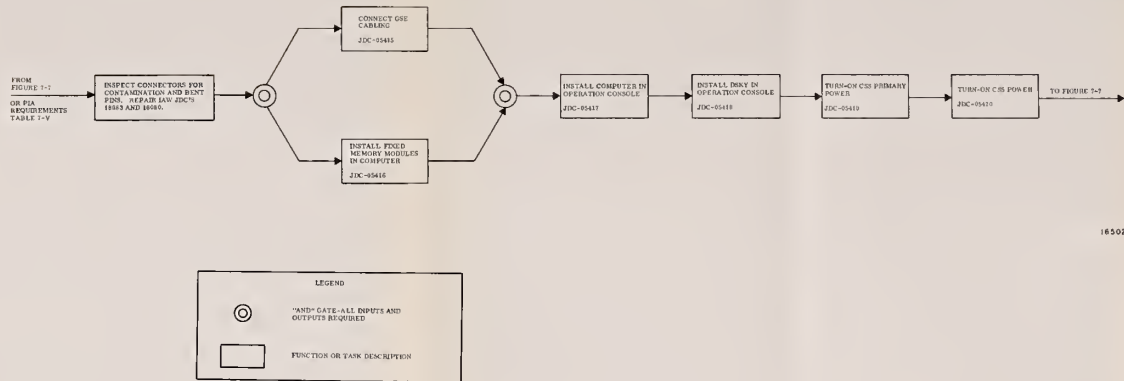 FROM
FIGURE 7-7
OR PIA
REQUIREMENTS
TABLE 7-V
INSPECT CONNECTORS FOR
CONTAMINATION AND BENT
PINS. REPAIR IAW JDC'S
AND
CONNECT GSE
CABLING
JDC-05415
INSTALL FIXED
MEMORY MODULES
IN COMPUTER
JDC-05416
INSTALL COMPUTER IN
OPERATION CONSOLE
JDC-05417
INSTALL DSKY IN
OPERATION CONSOLE
JDC-05418
TURN-ON CSS PRIMARY
POWER
JDC-05419
TURN-ON CSS POWER
JDC-05420
TO FIGURE 7-7
16502
LEGEND
"AND" GATE-ALL INPUTS AND
OUTPUTS REQUIRED
FUNCTION OR TASK DESCRIPTION